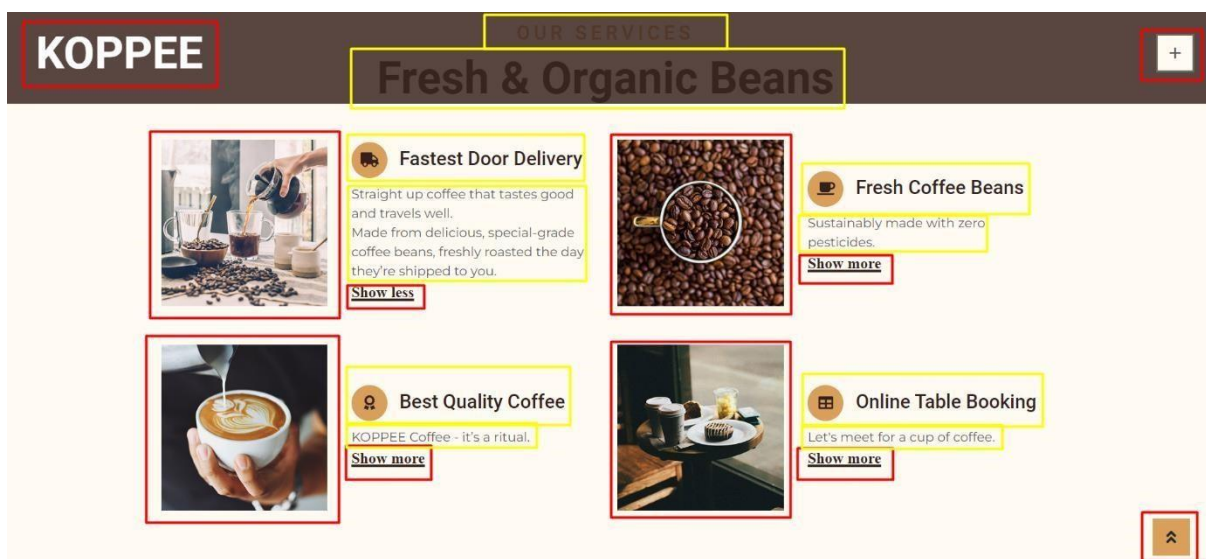 OUR SERVICES
KOPPEE
Fresh & Organic Beans
+
Fastest Door Delivery
Straight up coffee that tastes good
and travels well.
Made from delicious, special-grade
coffee beans, freshly roasted the day
they're shipped to you.
Show less
Fresh Coffee Beans
Sustainably made with zero
pesticides.
Show more
Best Quality Coffee
KOPPEE Coffee - it's a ritual.
Show more
Online Table Booking
Let's meet for a cup of coffee.
Show more